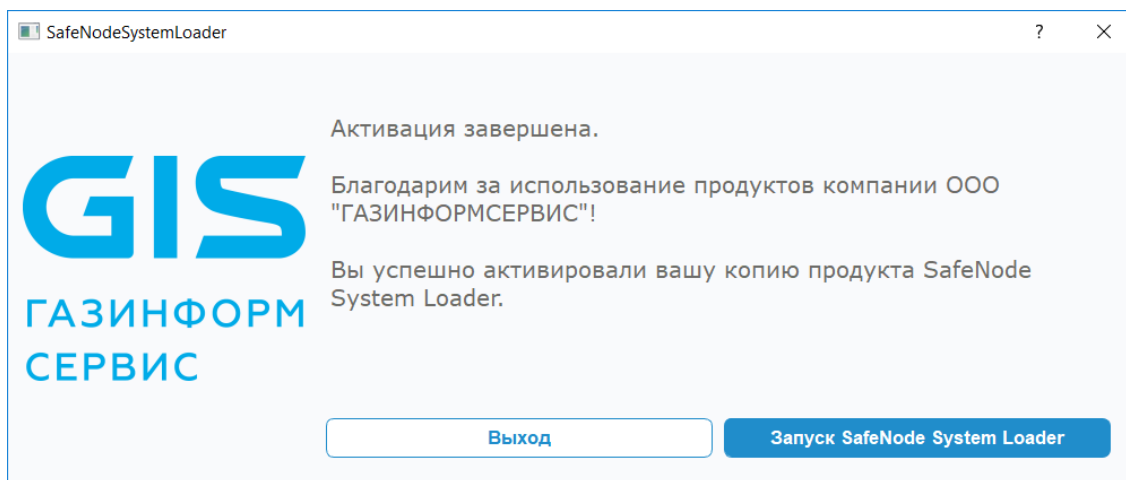 SafeNodeSystemLoader
?
Активация завершена.
Благодарим за использование продуктов компании ООО
"ГАЗИНФОРМСЕРВИС"!
Вы успешно активировали вашу копию продукта SafeNode
System Loader.
GIS
ГАЗИНФОРМ
СЕРВИС
Выход
Запуск SafeNode System Loader